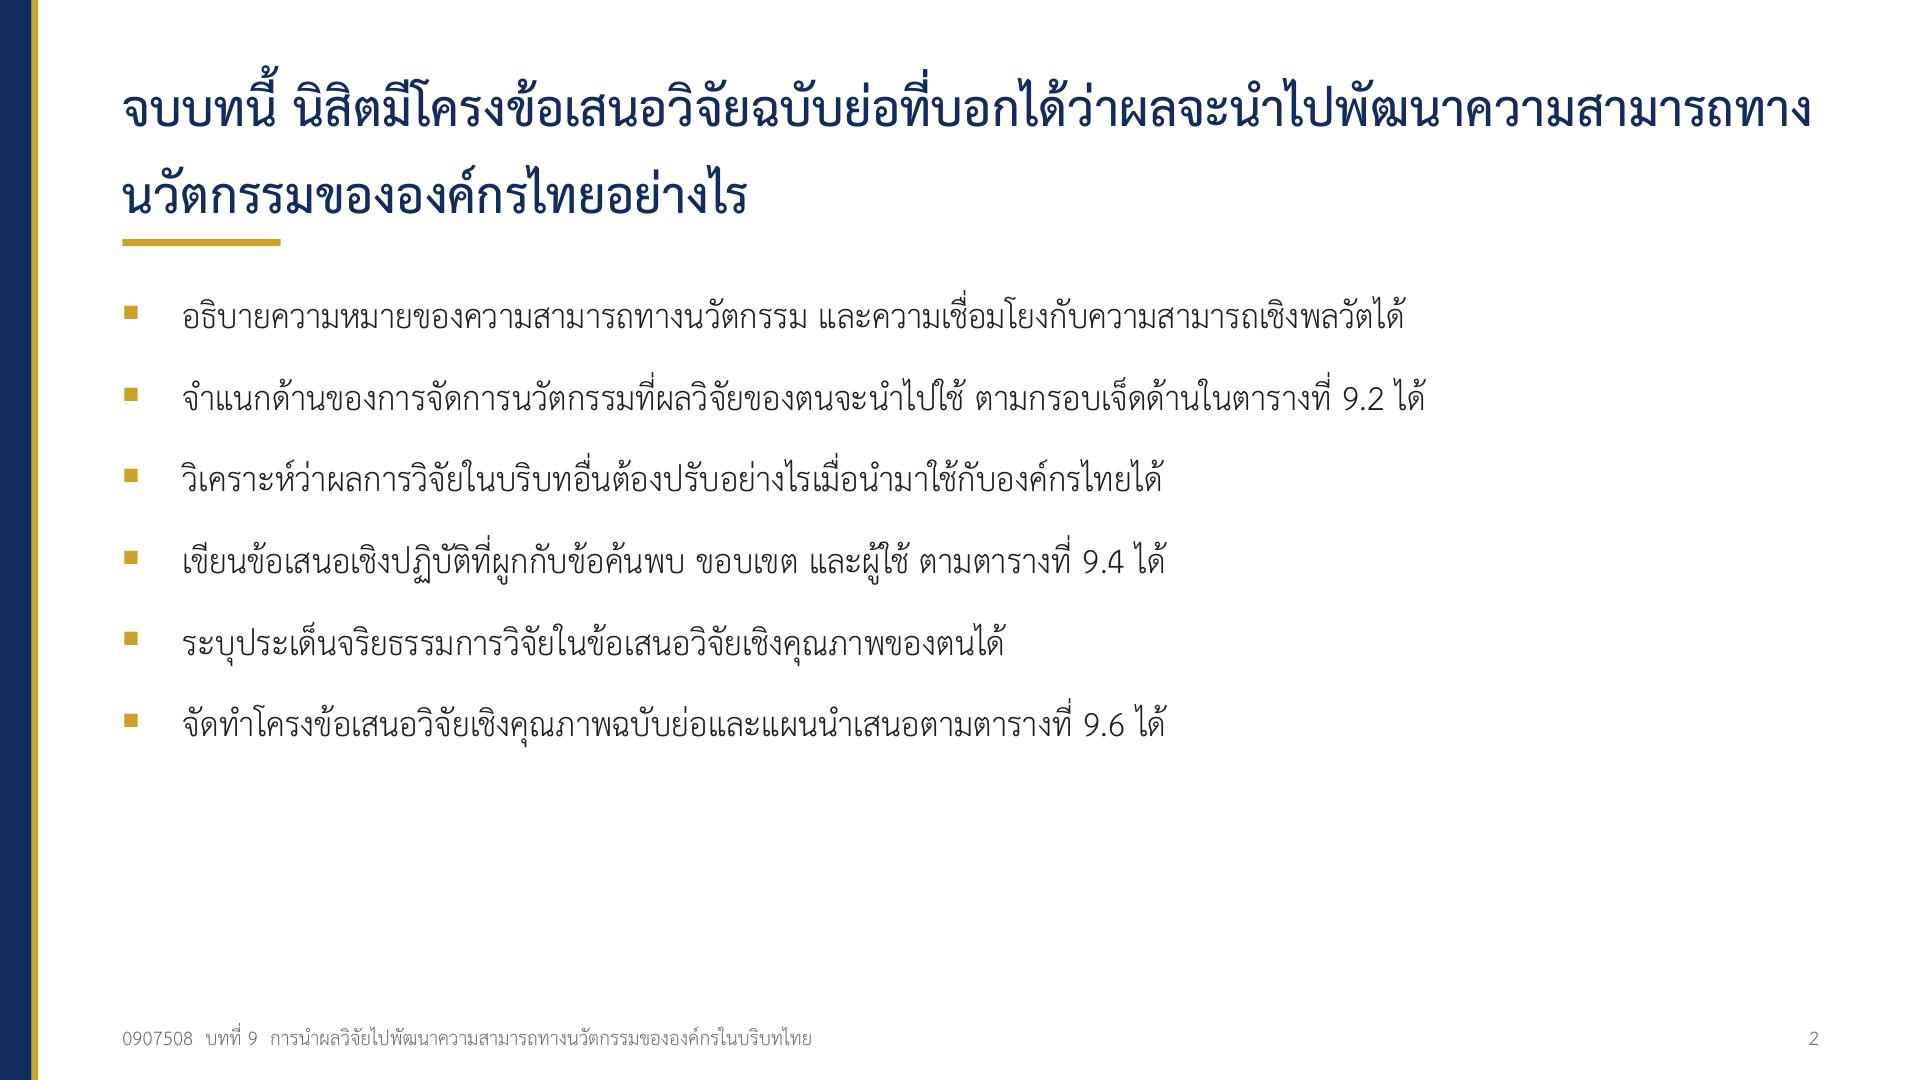 จบบทนี้ นิสิตมีโครงข้อเสนอวิจัยฉบับย่อที่บอกได้ว่าผลจะนำไปพัฒนาความสามารถทาง
นวัตกรรมขององค์กรไทยอย่างไร
▪ อธิบายความหมายของความสามารถทางนวัตกรรม และความเชื่อมโยงกับความสามารถเชิงพลวัตได้
▪ จำแนกด้านของการจัดการนวัตกรรมที่ผลวิจัยของตนจะนำไปใช้ ตามกรอบเจ็ดด้านในตารางที่ 9.2 ได้
▪ วิเคราะห์ว่าผลการวิจัยในบริบทอื่นต้องปรับอย่างไรเมื่อนำมาใช้กับองค์กรไทยได้
▪ เขียนข้อเสนอเชิงปฏิบัติที่ผูกกับข้อค้นพบ ขอบเขต และผู้ใช้ ตามตารางที่ 9.4 ได้
▪ ระบุประเด็นจริยธรรมการวิจัยในข้อเสนอวิจัยเชิงคุณภาพของตนได้
▪ จัดทำโครงข้อเสนอวิจัยเชิงคุณภาพฉบับย่อและแผนนำเสนอตามตารางที่ 9.6 ได้
0907508 บทที่ 9 การนำผลวิจัยไปพัฒนาความสามารถทางนวัตกรรมขององค์กรในบริบทไทย
2